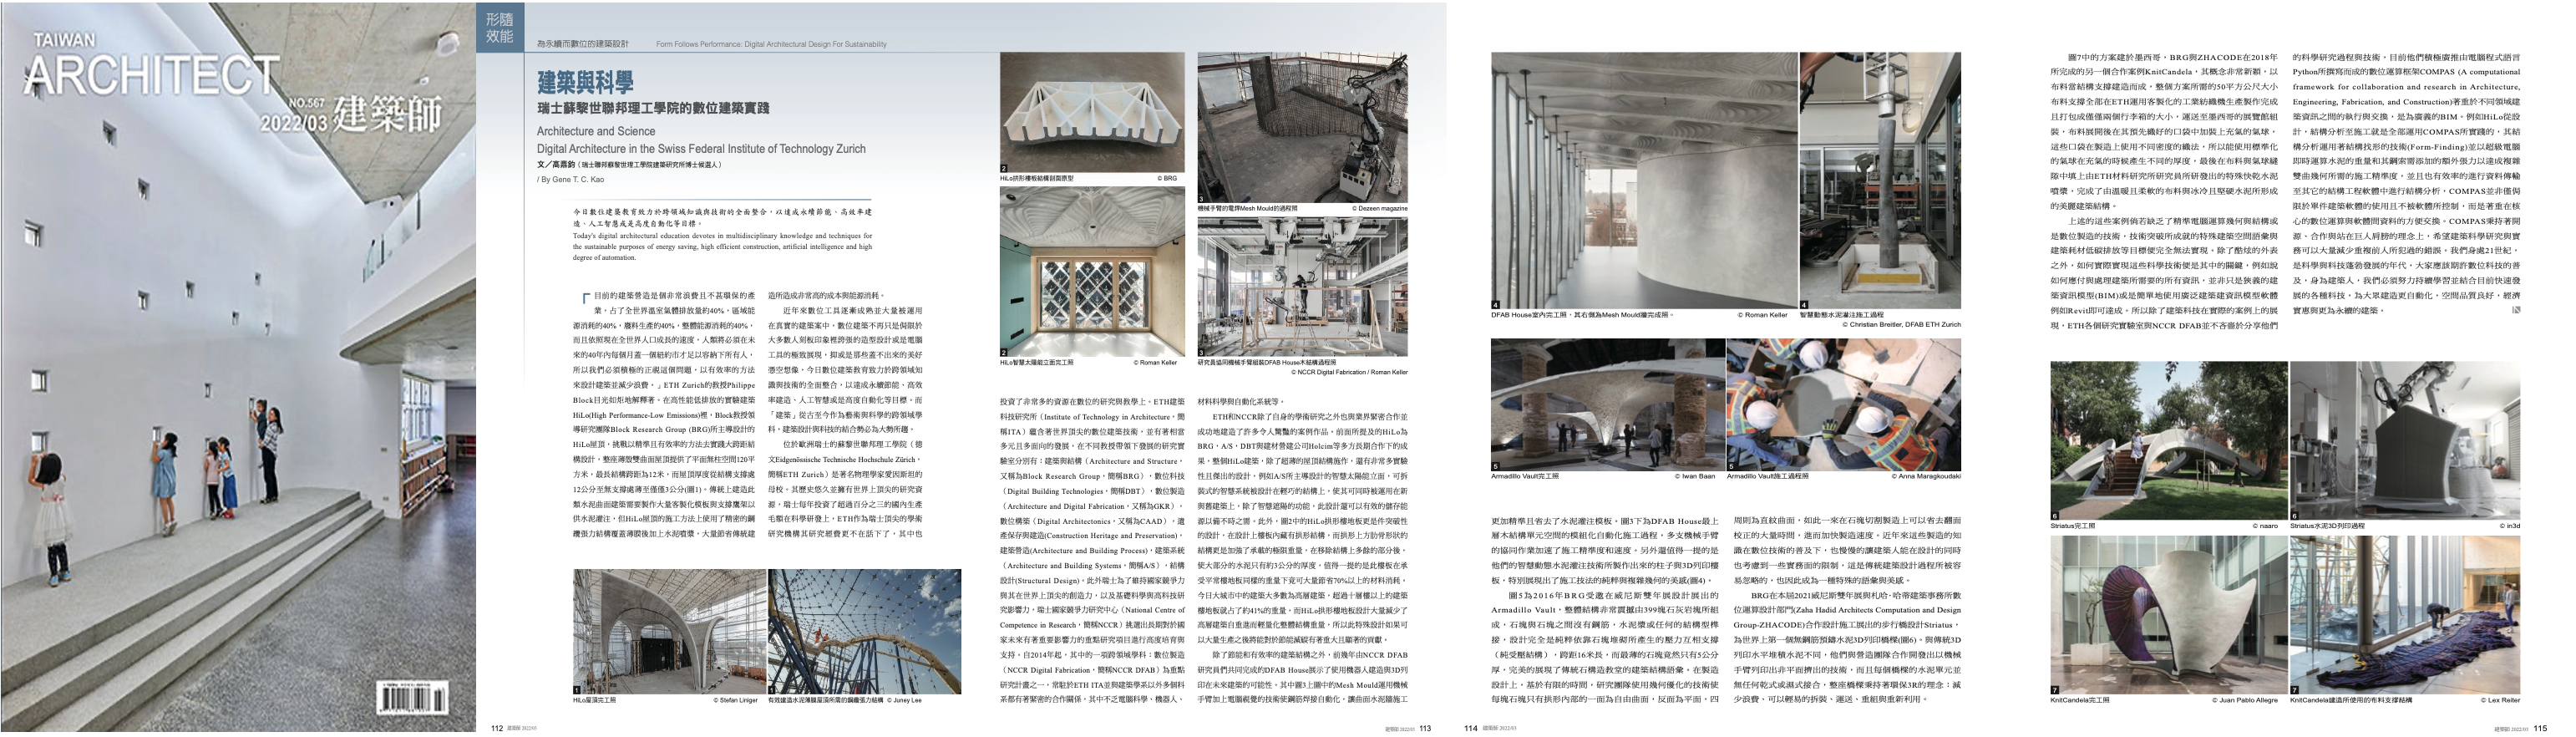 TAIWAN
ARCHITECT
NO.567
2022/03 建築師
形隨
效能
為永續而數位的建築設計 Form Follows Performance: Digital Architectural Design For Sustainability
建築與科學
瑞士蘇黎世聯邦理工學院的數位建築實踐
Architecture and Science
Digital Architecture in the Swiss Federal Institute of Technology Zurich
文／高嘉鈞（瑞士聯邦蘇黎世理工學院建築研究所博士候選人）
/ By Gene T. C. Kao
今日數位建築教育致力於跨領域知識與技術的全面整合，以達成永續節能、高效率建
造、人工智慧或是高度自動化等目標。
Today's digital architectural education devotes in multidisciplinary knowledge and techniques for
the sustainable purposes of energy saving, high efficient construction, artificial intelligence and high
degree of automation.
「目前的建築營造是個非常浪費且不甚環保的產
業，占了全世界溫室氣體排放量約40%，區域能
源消耗的40%，廢料生產的40%，整體能源消耗的40%，
而且依照現在全世界人口成長的速度，人類將必須在未
來的40年內每個月蓋一個紐約市才足以容納下所有人，
所以我們必須積極的正視這個問題，以有效率的方法
來設計建築並減少浪費。」ETH Zurich的教授Philippe
Block目光如炬地解釋著。在高性能低排放的實驗建築
HiLo(High Performance-Low Emissions)裡，Block教授領
導研究團隊Block Research Group (BRG)所主導設計的
HiLo屋頂，挑戰以精準且有效率的方法去實踐大跨距結
構設計，整座薄殼雙曲面屋頂提供了平面無柱空間120平
方米，最長結構跨距為12米，而屋頂厚度從結構支撐處
12公分至無支撐處薄至僅僅3公分(圖1)。傳統上建造此
類水泥曲面建築需要製作大量客製化模板與支撐鷹架以
供水泥灌注，但HiLo屋頂的施工方法上使用了精密的鋼
纜張力結構覆蓋薄膜後加上水泥噴漿，大量節省傳統建
造所造成非常高的成本與能源消耗。
近年來數位工具逐漸成熟並大量被運用
在真實的建築案中，數位建築不再只是侷限於
大多數人刻板印象裡誇張的造型設計或是電腦
工具的極致展現，抑或是那些蓋不出來的美好
憑空想像。今日數位建築教育致力於跨領域知
識與技術的全面整合，以達成永續節能、高效
率建造、人工智慧或是高度自動化等目標。而
「建築」從古至今作為藝術與科學的跨領域學
科，建築設計與科技的結合勢必為大勢所趨。
位於歐洲瑞士的蘇黎世聯邦理工學院（德
文Eidgenössische Technische Hochschule Zürich，
簡稱ETH Zurich）是著名物理學家愛因斯坦的
母校。其歷史悠久並擁有世界上頂尖的研究資
源，瑞士每年投資了超過百分之三的國內生產
毛額在科學研發上，ETH作為瑞士頂尖的學術
研究機構其研究經費更不在話下了，其中也
1
HiLo屋頂完工照 © Stefan Liniger
1
有效建造水泥薄膜屋頂所需的鋼纜張力結構 © Juney Lee
112 建築師 2022/03
2
HiLo拱形樓板結構剖面原型 © BRG
3
機械手臂的電焊Mesh Mould的過程照 © Dezeen magazine
2
HiLo智慧太陽能立面完工照 © Roman Keller
3
研究員協同機械手臂組裝DFAB House木結構過程照
© NCCR Digital Fabrication / Roman Keller
投資了非常多的資源在數位的研究與教學上。ETH建築
科技研究所（Institute of Technology in Architecture，簡
稱ITA）蘊含著世界頂尖的數位建築技術，並有著相當
多元且多面向的發展。在不同教授帶領下發展的研究實
驗室分別有：建築與結構（Architecture and Structure，
又稱為Block Research Group，簡稱BRG），數位科技
（Digital Building Technologies，簡稱DBT），數位製造
（Architecture and Digital Fabrication，又稱為GKR），
數位構築（Digital Architectonics，又稱為CAAD），遺
產保存與建造(Construction Heritage and Preservation)，
建築營造(Architecture and Building Process)，建築系統
（Architecture and Building Systems，簡稱A/S），結構
設計(Structural Design)。此外瑞士為了維持國家競爭力
與其在世界上頂尖的創造力，以及基礎科學與高科技研
究影響力，瑞士國家競爭力研究中心（National Centre of
Competence in Research，簡稱NCCR）挑選出長期對於國
家未來有著重要影響力的重點研究項目進行高度培育與
支持。自2014年起，其中的一項跨領域學科：數位製造
（NCCR Digital Fabrication，簡稱NCCR DFAB）為重點
研究計畫之一，常駐於ETH ITA並與建築學系以外多個科
系都有著緊密的合作關係，其中不乏電腦科學、機器人、
材料科學與自動化系統等。
ETH和NCCR除了自身的學術研究之外也與業界緊密合作並
成功地建造了許多令人驚豔的案例作品。前面所提及的HiLo為
BRG，A/S，DBT與建材營建公司Holcim等多方長期合作下的成
果。整個HiLo建築，除了超薄的屋頂結構施作，還有非常多實驗
性且傑出的設計，例如A/S所主導設計的智慧太陽能立面，可拆
裝式的智慧系統被設計在輕巧的結構上，使其可同時被運用在新
與舊建築上，除了智慧遮陽的功能，此設計還可以有效的儲存能
源以備不時之需。此外，圖2中的HiLo拱形樓地板更是件突破性
的設計，在設計上樓板內藏有拱形結構，而拱形上方肋骨形狀的
結構更是加強了承載的極限重量，在移除結構上多餘的部分後，
使大部分的水泥只有約3公分的厚度，值得一提的是此樓板在承
受平常樓地板同樣的重量下竟可大量節省70%以上的材料消耗，
今日大城市中的建築大多數為高層建築，超過十層樓以上的建築
樓地板就占了約41%的重量，而HiLo拱形樓地板設計大量減少了
高層建築自重進而輕量化整體結構重量，所以此特殊設計如果可
以大量生產之後將能對於節能減碳有著重大且顯著的貢獻。
除了節能和有效率的建築結構之外，前幾年由NCCR DFAB
研究員們共同完成的DFAB House展示了使用機器人建造與3D列
印在未來建築的可能性。其中圖3上圖中的Mesh Mould運用機械
手臂加上電腦視覺的技術使鋼筋焊接自動化，讓曲面水泥牆施工
建築師 2022/03 113
4
DFAB House室內完工照。其右側為Mesh Mould牆完成照。 © Roman Keller
4
智慧動態水泥灌注施工過程
© Christian Breitler, DFAB ETH Zurich
5
Armadillo Vault完工照 © Iwan Baan
5
Armadillo Vault施工過程照 © Anna Maragkoudaki
更加精準且省去了水泥灌注模板。圖3下為DFAB House最上
層木結構單元空間的模組化自動化施工過程，多支機械手臂
的協同作業加速了施工精準度和速度。另外還值得一提的是
他們的智慧動態水泥灌注技術所製作出來的柱子與3D列印樓
板，特別展現出了施工技法的純粹與複雜幾何的美感(圖4)。
圖5為2016年BRG受邀在威尼斯雙年展設計展出的
Armadillo Vault，整體結構非常震撼由399塊石灰岩塊所組
成，石塊與石塊之間沒有鋼筋，水泥漿或任何的結構型榫
接，設計完全是純粹依靠石塊堆砌所產生的壓力互相支撐
（純受壓結構），跨距16米長，而最薄的石塊竟然只有5公分
厚，完美的展現了傳統石構造教堂的建築結構語彙。在製造
設計上，基於有限的時間，研究團隊使用幾何優化的技術使
每塊石塊只有拱形內部的一面為自由曲面，反面為平面，四
周則為直紋曲面，如此一來在石塊切割製造上可以省去翻面
校正的大量時間，進而加快製造速度。近年來這些製造的知
識在數位技術的普及下，也慢慢的讓建築人能在設計的同時
也考慮到一些實務面的限制，這是傳統建築設計過程所被容
易忽略的，也因此成為一種特殊的語彙與美感。
BRG在本屆2021威尼斯雙年展與札哈‧哈蒂建築事務所數
位運算設計部門(Zaha Hadid Architects Computation and Design
Group-ZHACODE)合作設計施工展出的步行橋設計Striatus，
為世界上第一個無鋼筋預鑄水泥3D列印橋樑(圖6)。與傳統3D
列印水平堆積水泥不同，他們與營造團隊合作開發出以機械
手臂列印出非平面擠出的技術，而且每個橋樑的水泥單元並
無任何乾式或濕式接合，整座橋樑秉持著環保3R的理念：減
少浪費、可以輕易的拆裝、運送、重組與重新利用。
114 建築師 2022/03
圖7中的方案建於墨西哥，BRG與ZHACODE在2018年
所完成的另一個合作案例KnitCandela，其概念非常新穎，以
布料當結構支撐建造而成，整個方案所需的50平方公尺大小
布料支撐全部在ETH運用客製化的工業紡織機生產製作完成
且打包成僅僅兩個行李箱的大小，運送至墨西哥的展覽館組
裝，布料展開後在其預先織好的口袋中加裝上充氣的氣球，
這些口袋在製造上使用不同密度的織法，所以能使用標準化
的氣球在充氣的時候產生不同的厚度，最後在布料與氣球縫
隙中填上由ETH材料研究所研究員所研發出的特殊快乾水泥
噴漿，完成了由溫暖且柔軟的布料與冰冷且堅硬水泥所形成
的美麗建築結構。
上述的這些案例倘若缺乏了精準電腦運算幾何與結構或
是數位製造的技術，技術突破所成就的特殊建築空間語彙與
建築耗材低碳排放等目標便完全無法實現。除了酷炫的外表
之外，如何實際實現這些科學技術便是其中的關鍵，例如說
如何應付與處理建築所需要的所有資訊，並非只是狹義的建
築資訊模型(BIM)或是簡單地使用廣泛建築建資訊模型軟體
例如Revit即可達成，所以除了建築科技在實際的案例上的展
現，ETH各個研究實驗室與NCCR DFAB並不吝嗇於分享他們
的科學研究過程與技術，目前他們積極廣推由電腦程式語言
Python所撰寫而成的數位運算框架COMPAS (A computational
framework for collaboration and research in Architecture,
Engineering, Fabrication, and Construction)著重於不同領域建
築資訊之間的執行與交換，是為廣義的BIM，例如HiLo從設
計，結構分析至施工就是全部運用COMPAS所實踐的，其結
構分析運用著結構找形的技術(Form-Finding)並以超級電腦
即時運算水泥的重量和其鋼索需添加的額外張力以達成複雜
雙曲幾何所需的施工精準度，並且也有效率的進行資料傳輸
至其它的結構工程軟體中進行結構分析，COMPAS並非僅侷
限於單件建築軟體的使用且不被軟體所控制，而是著重在核
心的數位運算與軟體間資料的方便交換。COMPAS秉持著開
源、合作與站在巨人肩膀的理念上，希望建築科學研究與實
務可以大量減少重複前人所犯過的錯誤，我們身處21世紀，
是科學與科技蓬勃發展的年代，大家應該期許數位科技的普
及，身為建築人，我們必須努力持續學習並結合目前快速發
展的各種科技，為大眾建造更自動化，空間品質良好，經濟
實惠與更為永續的建築。
6
Striatus完工照 © naaro
6
Striatus水泥3D列印過程 © in3d
7
KnitCandela完工照 © Juan Pablo Allegre
7
KnitCandela建造所使用的布料支撐結構 © Lex Reiter
建築師 2022/03 115